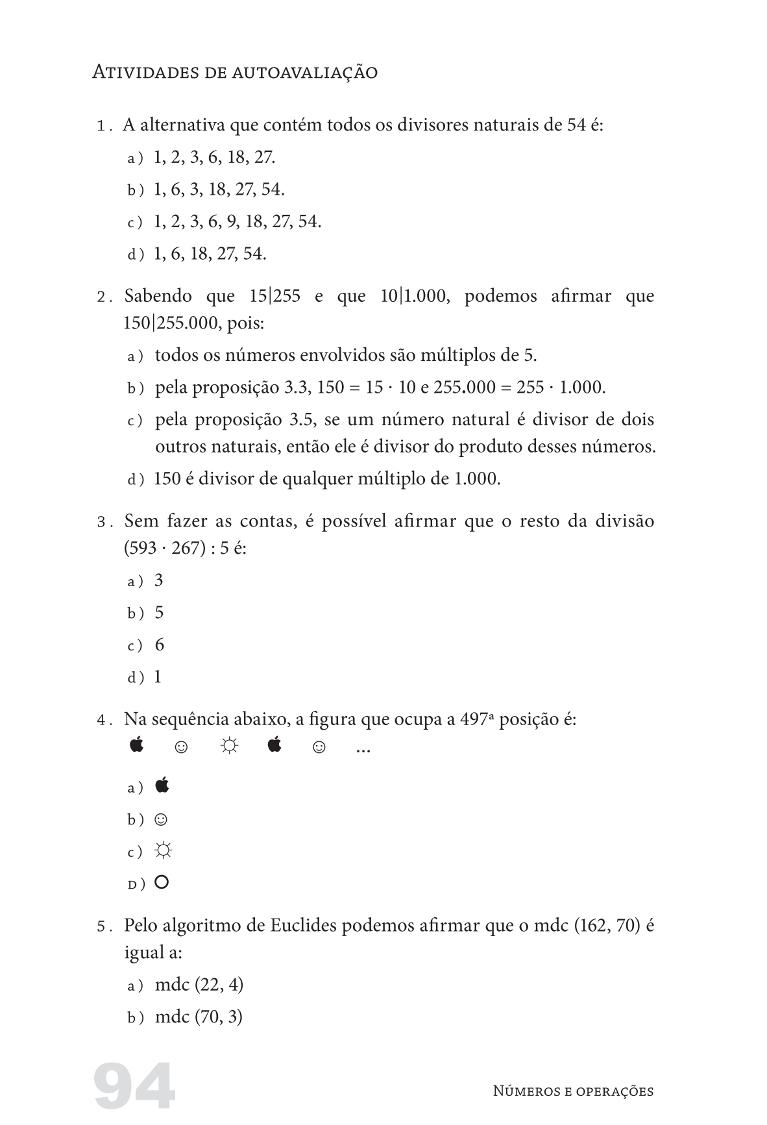 Atividades de autoavaliação
1. A alternativa que contém todos os divisores naturais de 54 é:
a) 1, 2, 3, 6, 18, 27.
b) 1, 6, 3, 18, 27, 54.
c) 1, 2, 3, 6, 9, 18, 27, 54.
d) 1, 6, 18, 27, 54.
2. Sabendo que 15|255 e que 10|1.000, podemos afirmar que
150|255.000, pois:
a) todos os números envolvidos são múltiplos de 5.
b) pela proposição 3.3, 150 = 15 · 10 e 255.000 = 255 · 1.000.
c) pela proposição 3.5, se um número natural é divisor de dois
outros naturais, então ele é divisor do produto desses números.
d) 150 é divisor de qualquer múltiplo de 1.000.
3. Sem fazer as contas, é possível afirmar que o resto da divisão
(593 · 267) : 5 é:
a) 3
b) 5
c) 6
d) 1
4. Na sequência abaixo, a figura que ocupa a 497ª posição é:
...
a)
b) ☺
c) ☼
D) O
5. Pelo algoritmo de Euclides podemos afirmar que o mdc (162, 70) é
igual a:
a) mdc (22, 4)
b) mdc (70, 3)
94
Números e operações